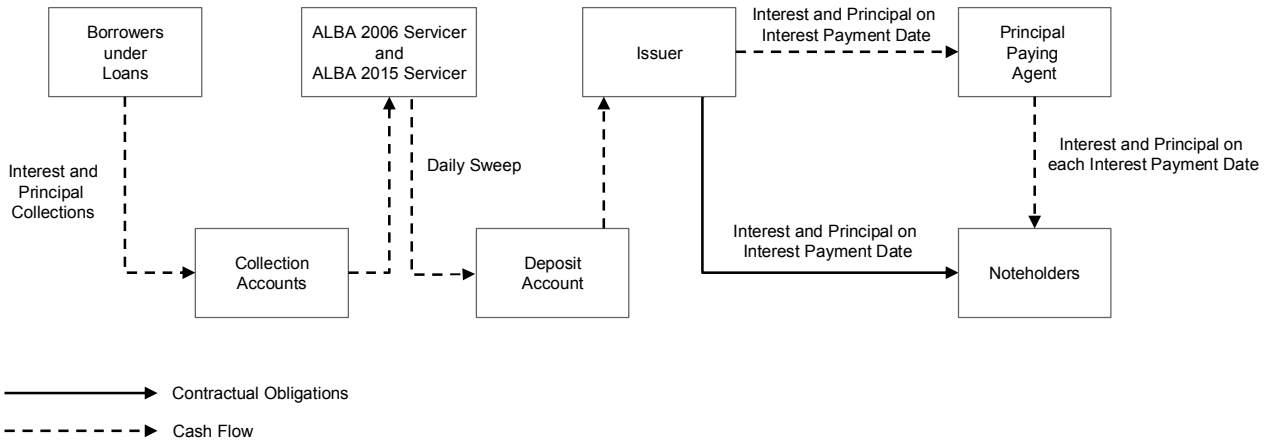 Borrowers
under
Loans
ALBA 2006 Servicer
and
ALBA 2015 Servicer
Issuer
Interest and Principal on
Interest Payment Date
Principal
Paying
Agent
Interest and
Principal
Collections
Daily Sweep
Interest and Principal on
each Interest Payment Date
Collection
Accounts
Deposit
Account
Interest and Principal on
Interest Payment Date
Noteholders
Contractual Obligations
Cash Flow